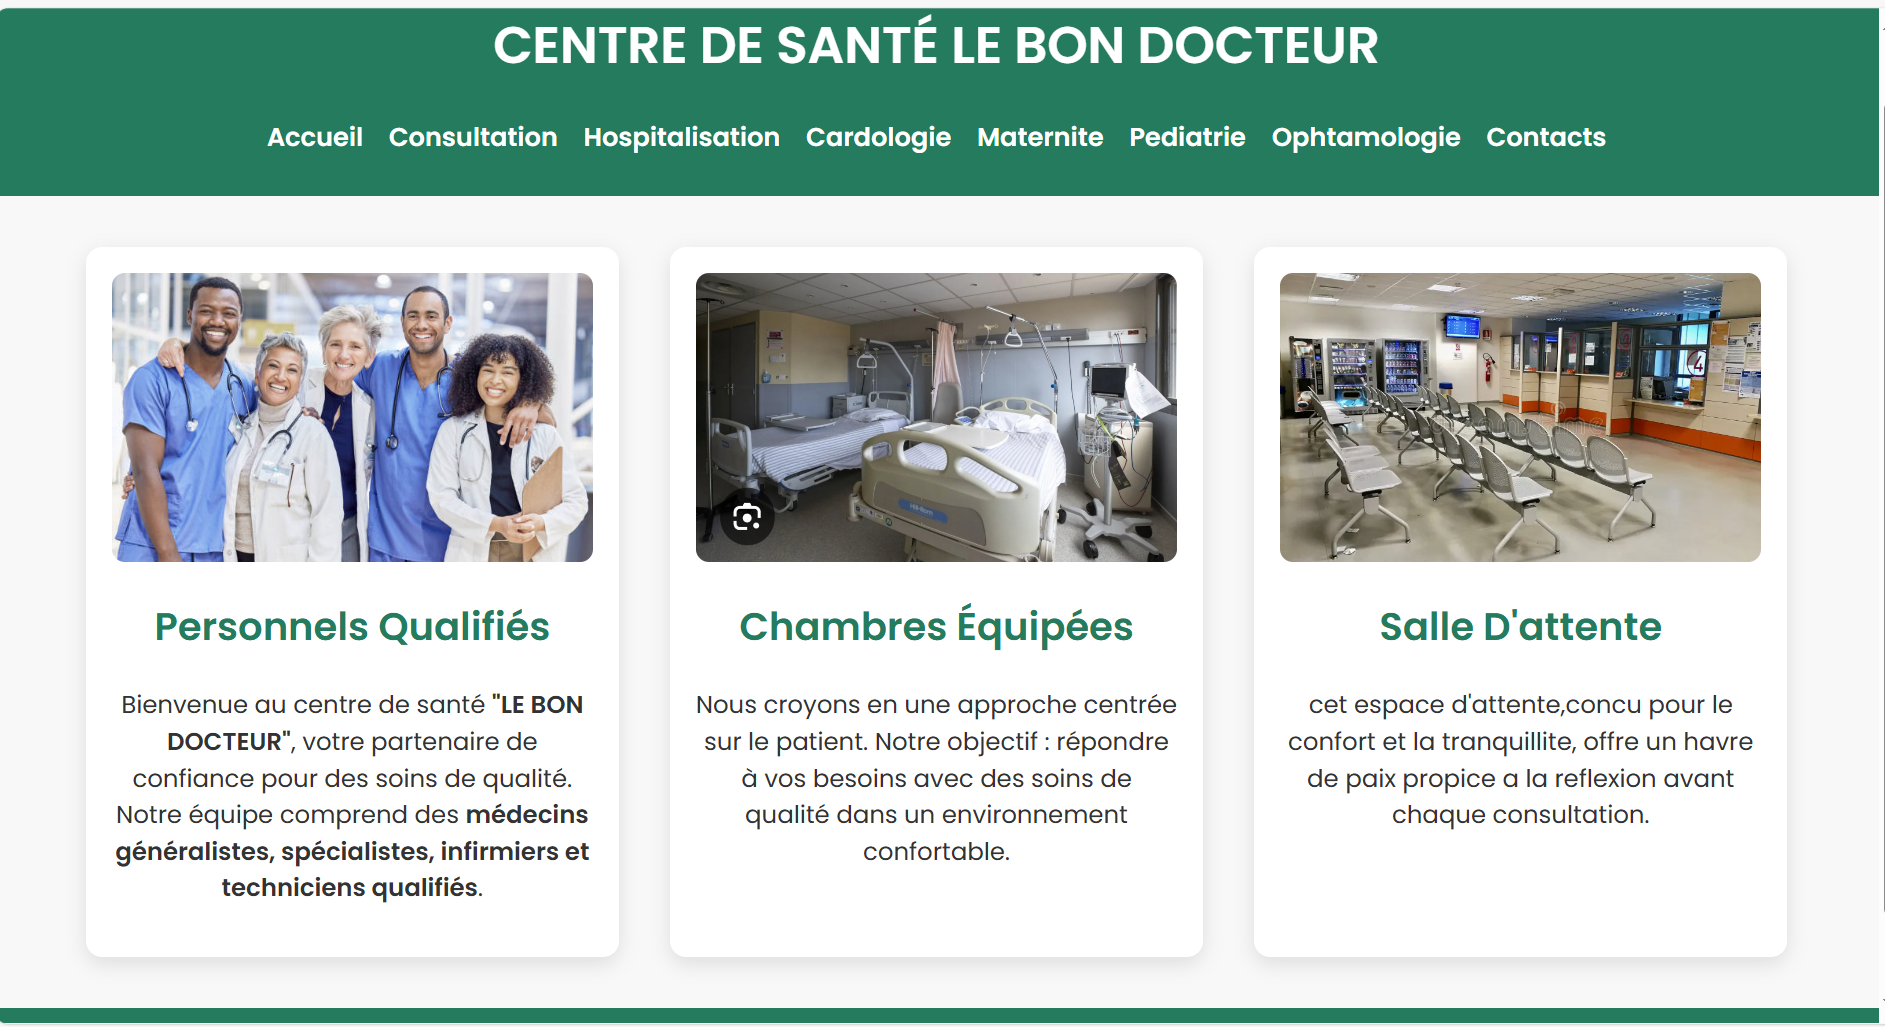 CENTRE DE SANTÉ LE BON DOCTEUR
Accueil Consultation Hospitalisation Cardologie Maternite Pediatrie Ophtamologie Contacts
4
Personnels Qualifiés
Bienvenue au centre de santé "LE BON
DOCTEUR", votre partenaire de
confiance pour des soins de qualité.
Notre équipe comprend des médecins
généralistes, spécialistes, infirmiers et
techniciens qualifiés.
Chambres Équipées
Nous croyons en une approche centrée
sur le patient. Notre objectif : répondre
à vos besoins avec des soins de
qualité dans un environnement
confortable.
Salle D'attente
cet espace d'attente,concu pour le
confort et la tranquillite, offre un havre
de paix propice a la reflexion avant
chaque consultation.